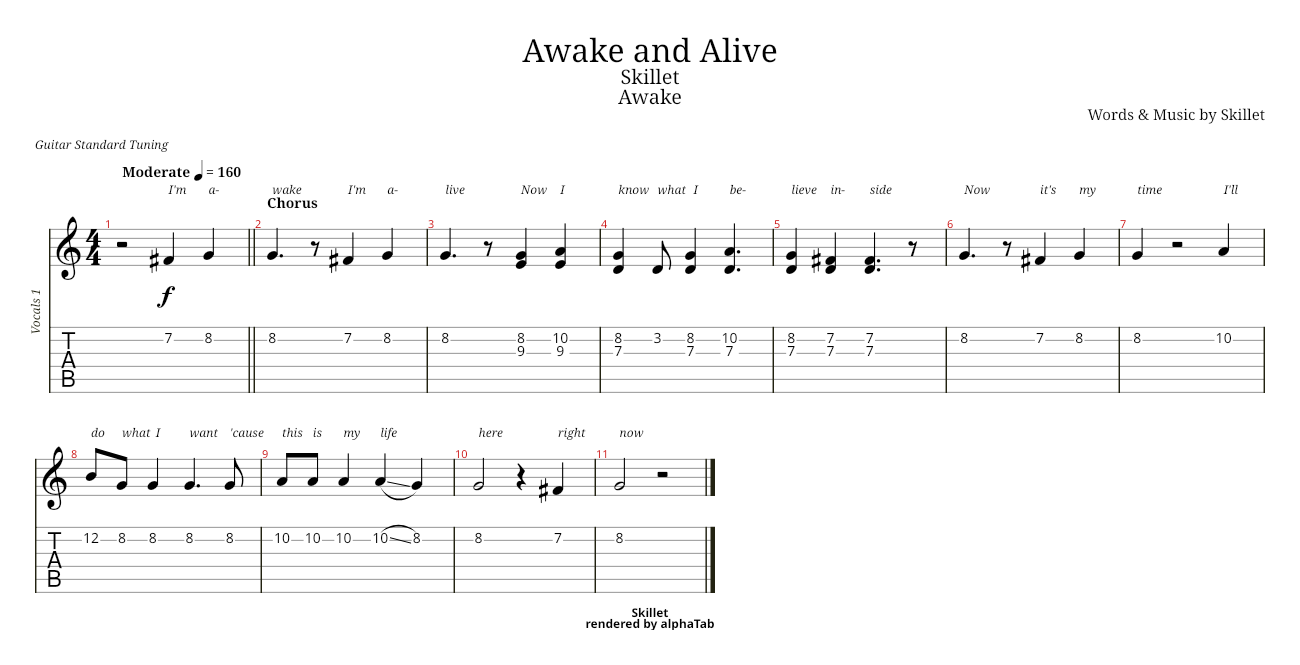 Awake and Alive
Skillet
Awake
Words & Music by Skillet
Guitar Standard Tuning
Moderate = 160
I'm a- wake I'm a- live Now I know what I be- lieve in- side Now it's my time I'll
Chorus
4
4
1 2 3 4 5 6 7
f
Vocals 1
T
A
B
7 8 8 7 8 8 8 10 8 3 8 10 8 7 7 8 7 8 8 10
9 9 7 7 7 7 7 7
do what I want 'cause this is my life here right now
8 9 10 11
T
A
B
12 8 8 8 8 10 10 10 10 8 8 7 8
Skillet
rendered by alphaTab